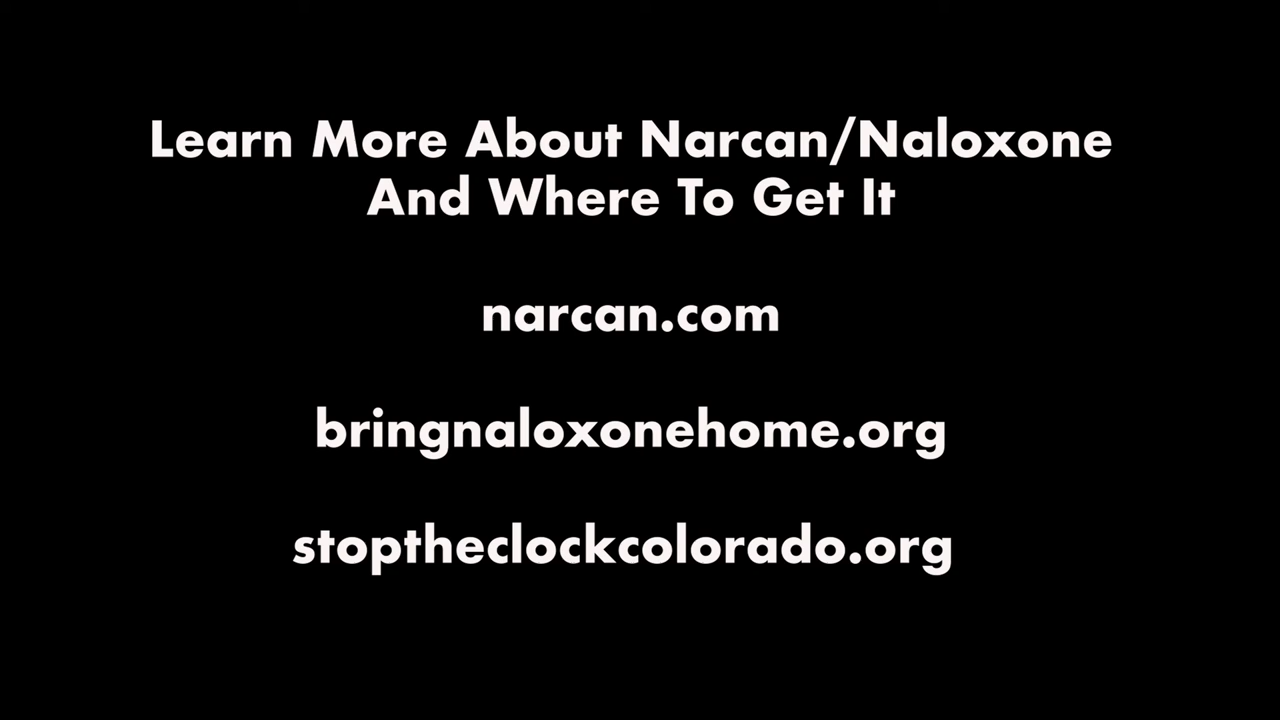 Learn More About Narcan/Naloxone
And Where To Get It
narcan.com
bringnaloxonehome.org
stoptheclockcolorado.org